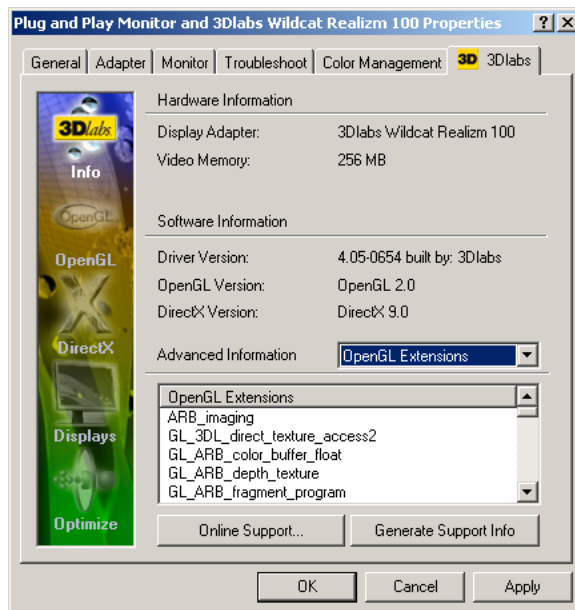 Plug and Play Monitor and 3Dlabs Wildcat Realizm 100 Properties
General Adapter Monitor Troubleshoot Color Management 3D 3Dlabs
3Dlabs.
Info
OpenGL
OpenGL
DirectX
Displays
Optimize
Hardware Information
Display Adapter: 3Dlabs Wildcat Realizm 100
Video Memory: 256 MB
Software Information
Driver Version: 4.05-0654 built by: 3Dlabs
OpenGL Version: OpenGL 2.0
DirectX Version: DirectX 9.0
Advanced Information OpenGL Extensions
OpenGL Extensions
ARB_imaging
GL_3DL_direct_texture_access2
GL_ARB_color_buffer_float
GL_ARB_depth_texture
GL_ARB_fragment_program
Online Support... Generate Support Info
OK Cancel Apply